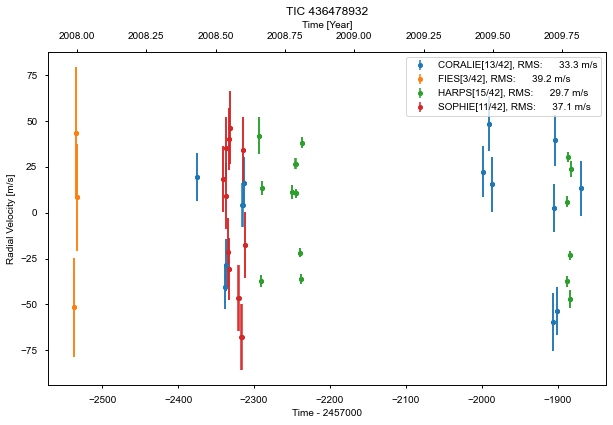 TIC 436478932
Time [Year]
2008.00 2008.25 2008.50 2008.75 2009.00 2009.25 2009.50 2009.75
CORALIE[13/42], RMS: 33.3 m/s
FIES[3/42], RMS: 39.2 m/s
HARPS[15/42], RMS: 29.7 m/s
SOPHIE[11/42], RMS: 37.1 m/s
75
50
25
0
−25
−50
−75
Radial Velocity [m/s]
−2500 −2400 −2300 −2200 −2100 −2000 −1900
Time - 2457000